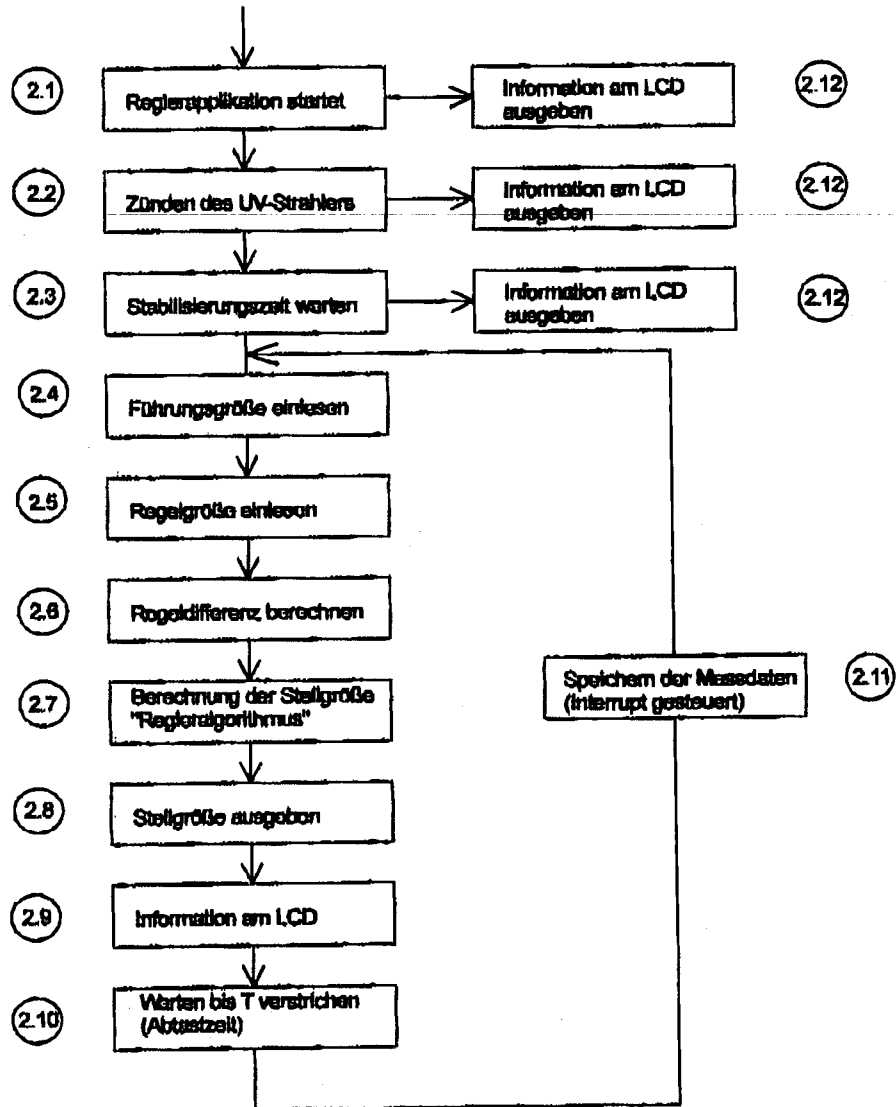 2.1
Reglerapplikation startet
Information am LCD
ausgeben
2.12
2.2
Zünden des UV-Strahlers
Information am LCD
ausgeben
2.12
2.3
Stabilisierungszeit warten
Information am LCD
ausgeben
2.12
2.4
Führungsgröße einlesen
2.5
Regelgröße einlesen
2.6
Regeldifferenz berechnen
2.7
Berechnung der Stellgröße
"Regleralgorithmus"
Speichern der Messdaten
(Interrupt gesteuert)
2.11
2.8
Stellgröße ausgeben
2.9
Information am LCD
2.10
Warten bis T verstrichen
(Abtastzeit)